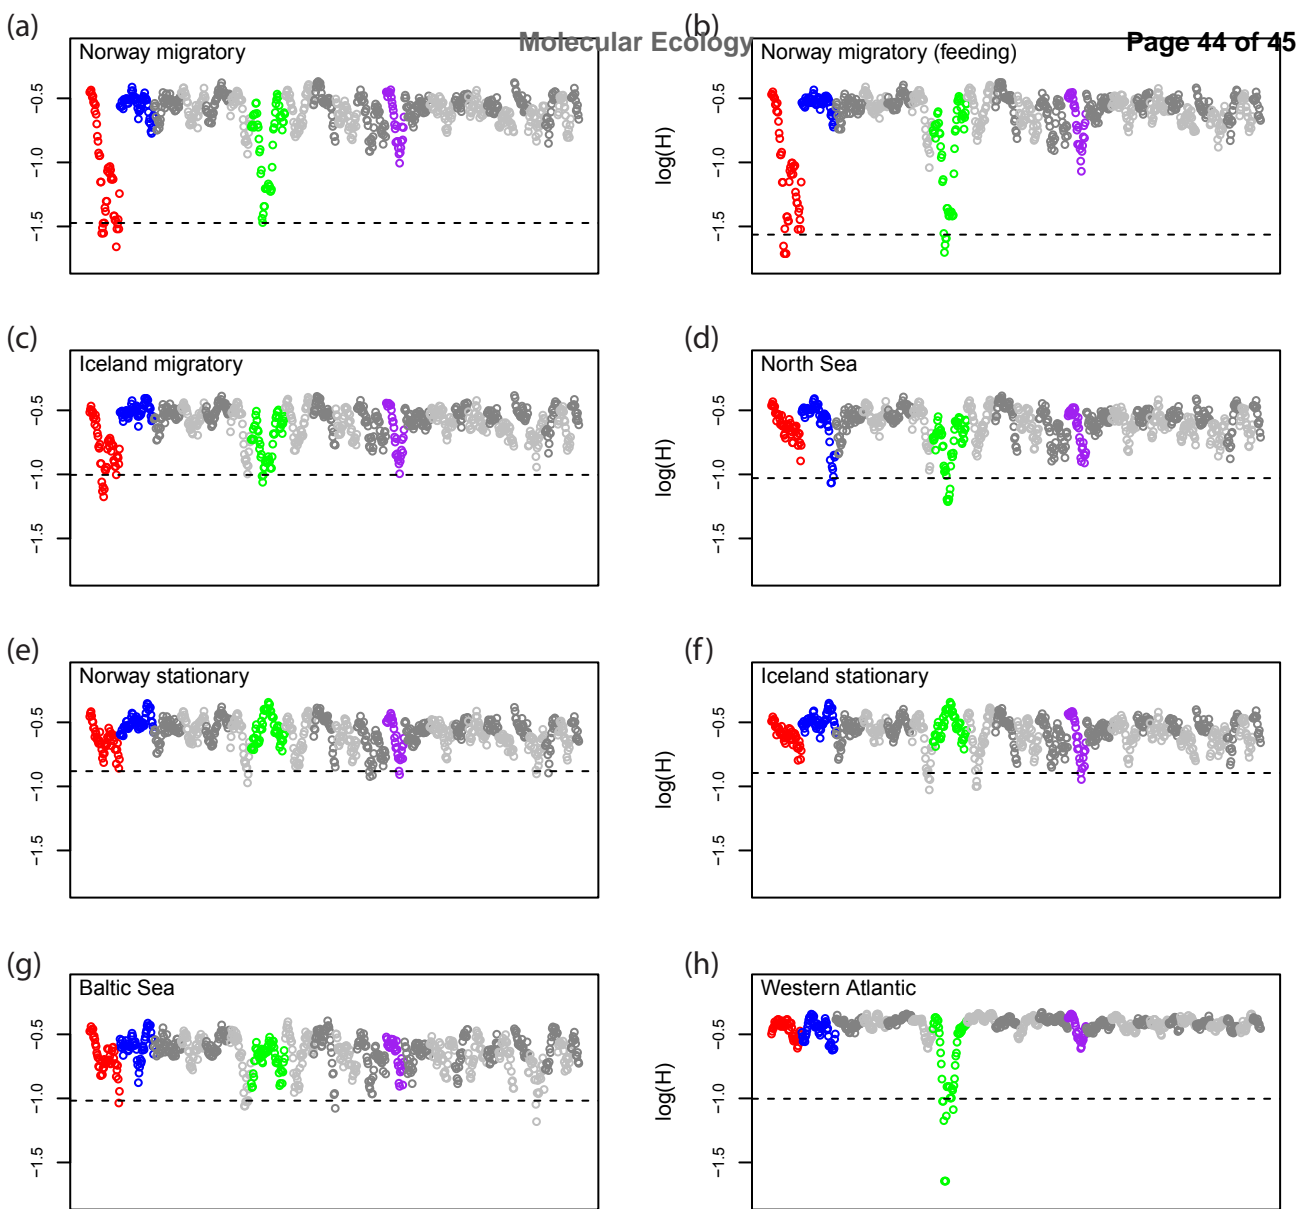 Molecular Ecology
Page 44 of 45
(a)
Norway migratory
−0.5
−1.0
−1.5
(b)
Norway migratory (feeding)
log(H)
−0.5
−1.0
−1.5
(c)
Iceland migratory
−0.5
−1.0
−1.5
(d)
North Sea
log(H)
−0.5
−1.0
−1.5
(e)
Norway stationary
−0.5
−1.0
−1.5
(f)
Iceland stationary
log(H)
−0.5
−1.0
−1.5
(g)
Baltic Sea
−0.5
−1.0
−1.5
(h)
Western Atlantic
log(H)
−0.5
−1.0
−1.5